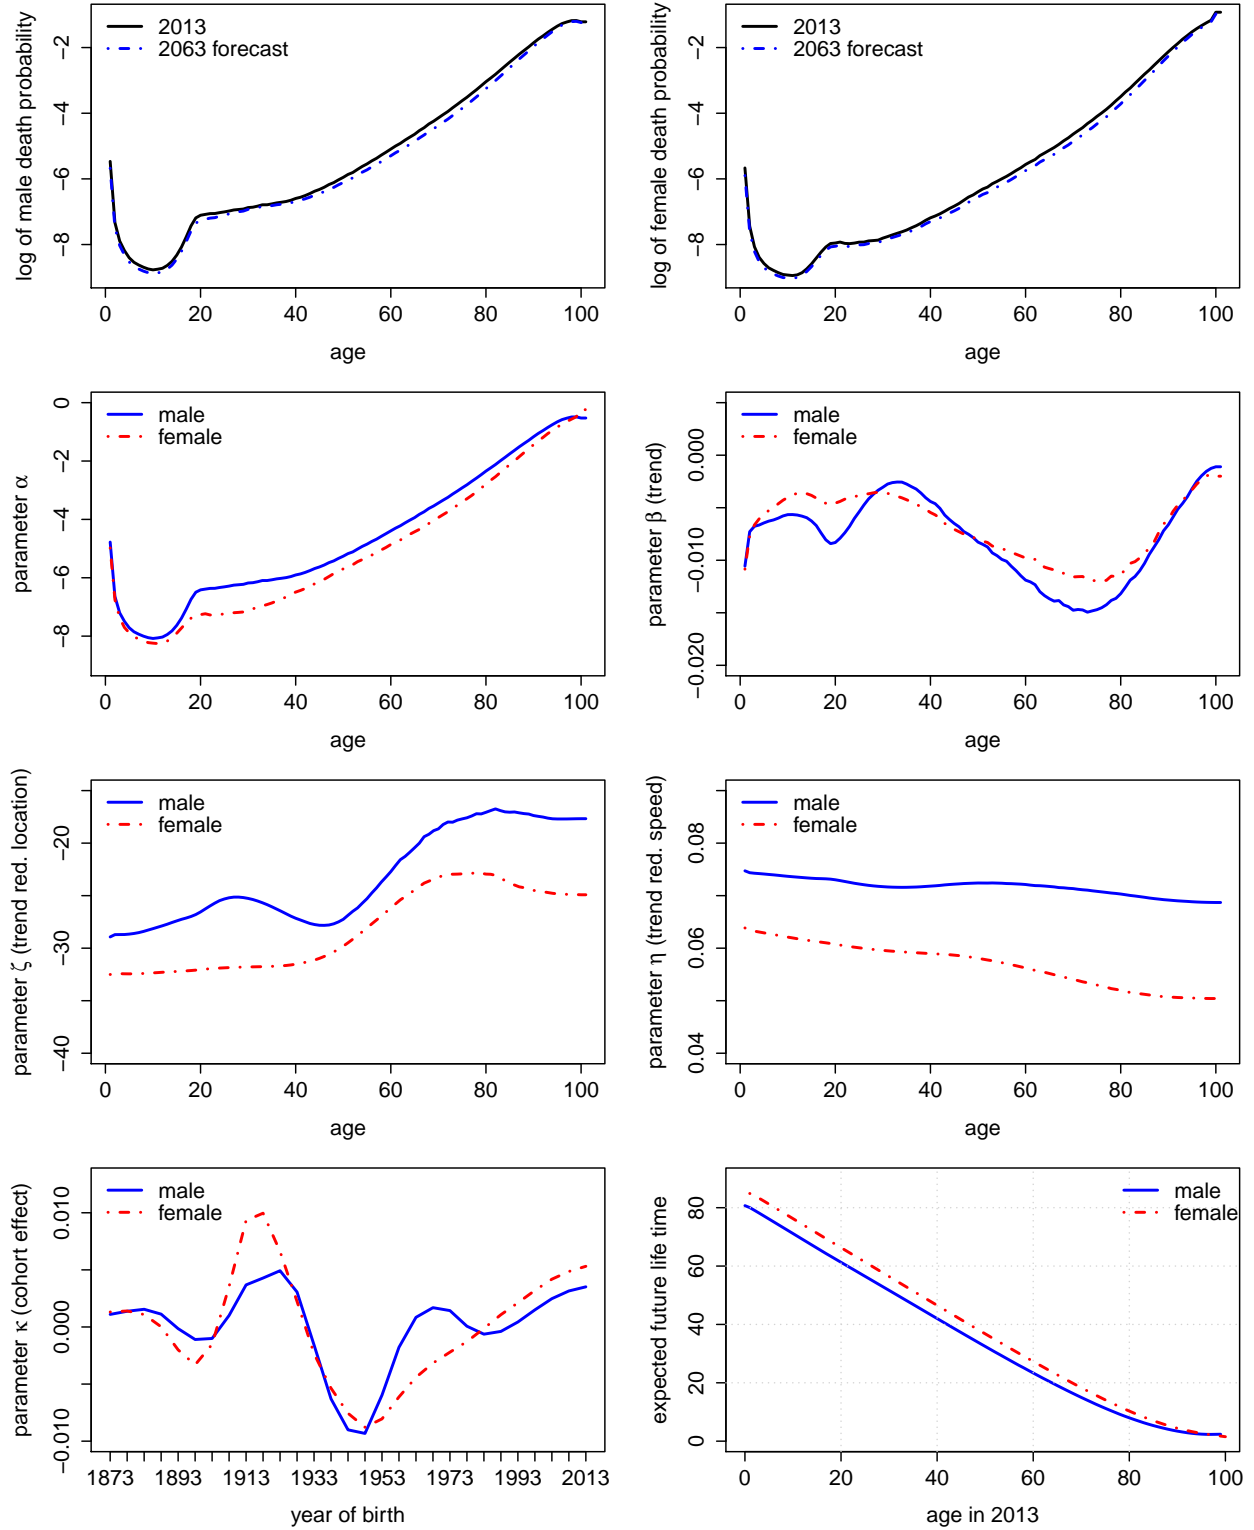 log of male death probability
−2
−4
−6
−8
2013
2063 forecast
0 20 40 60 80 100
age
log of female death probability
−2
−4
−6
−8
2013
2063 forecast
0 20 40 60 80 100
age
parameter α
0
−2
−4
−6
−8
male
female
0 20 40 60 80 100
age
parameter β (trend)
0.000
−0.010
−0.020
male
female
0 20 40 60 80 100
age
parameter ζ (trend red. location)
−20
−30
−40
male
female
0 20 40 60 80 100
age
parameter η (trend red. speed)
0.08
0.06
0.04
male
female
0 20 40 60 80 100
age
parameter κ (cohort effect)
0.010
0.000
−0.010
male
female
1873 1893 1913 1933 1953 1973 1993 2013
year of birth
expected future life time
80
60
40
20
0
male
female
0 20 40 60 80 100
age in 2013